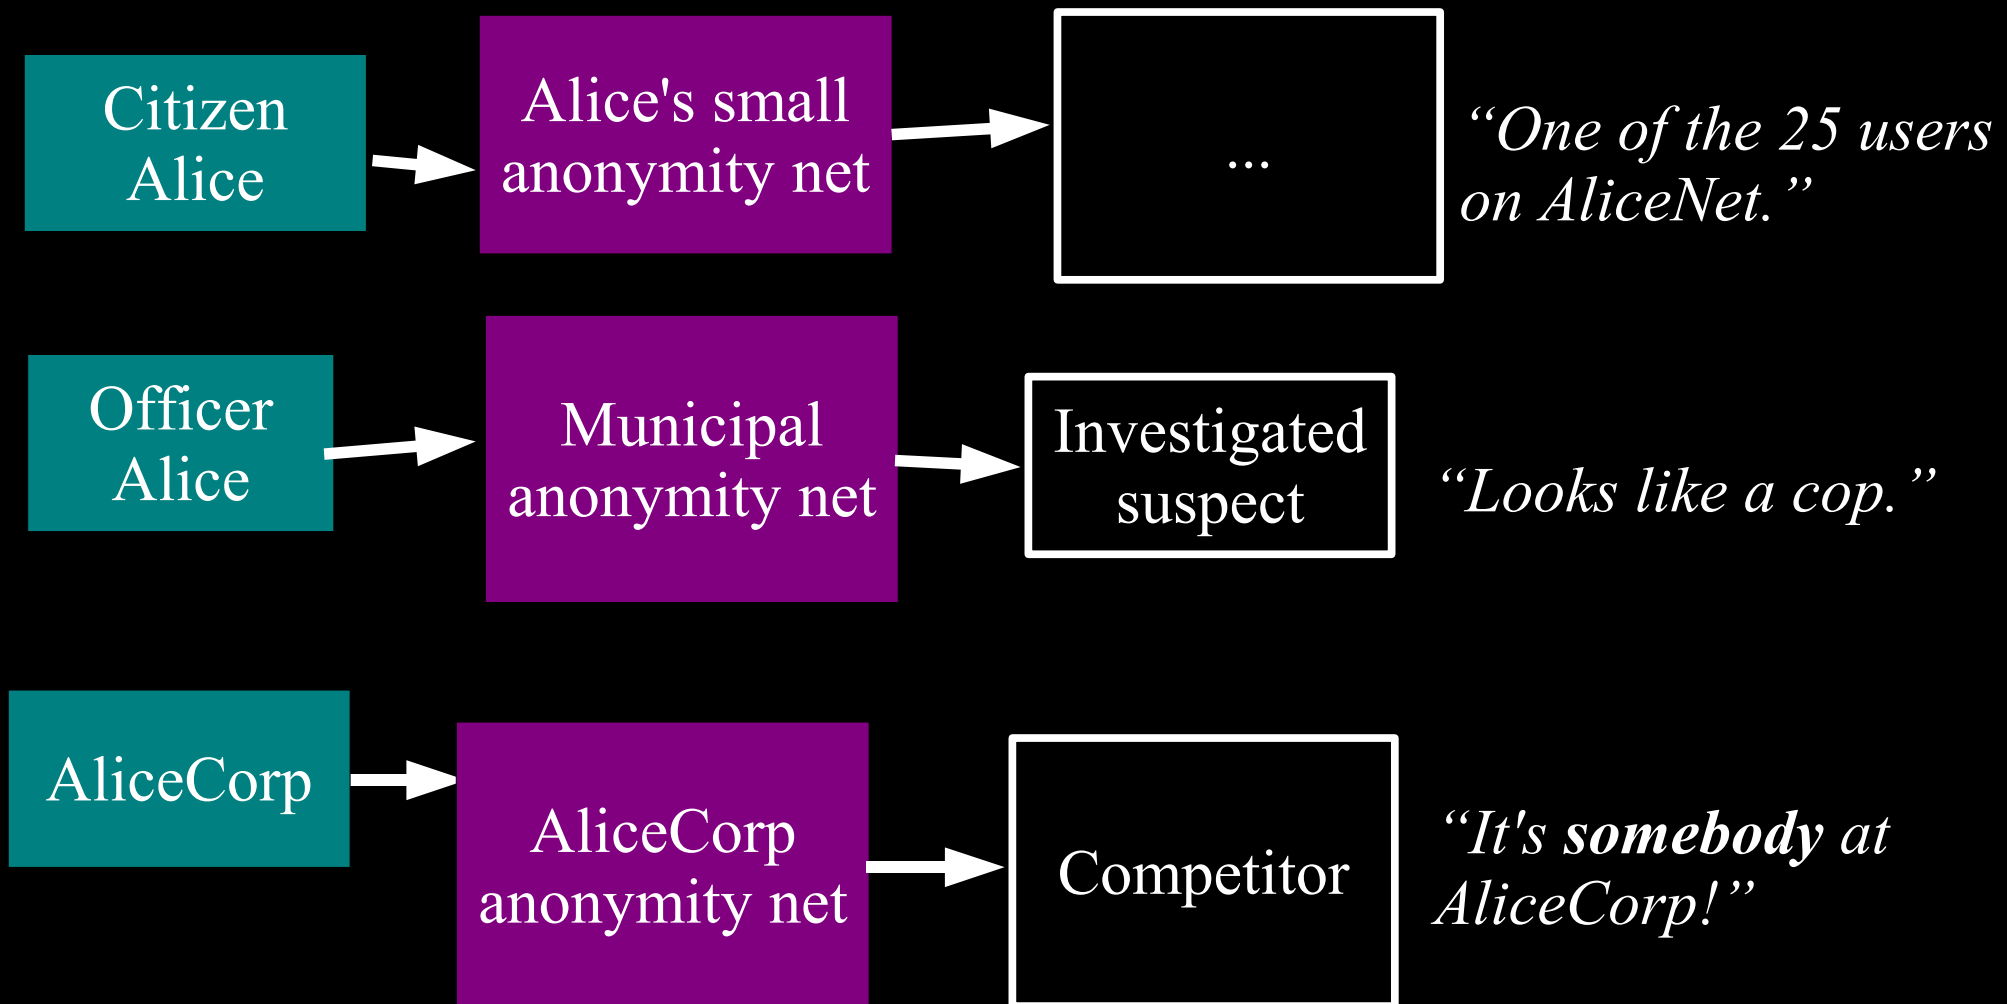 Citizen
Alice
Alice's small
anonymity net
...
“One of the 25 users
on AliceNet.”
Officer
Alice
Municipal
anonymity net
Investigated
suspect
“Looks like a cop.”
AliceCorp
AliceCorp
anonymity net
Competitor
“It's somebody at
AliceCorp!”